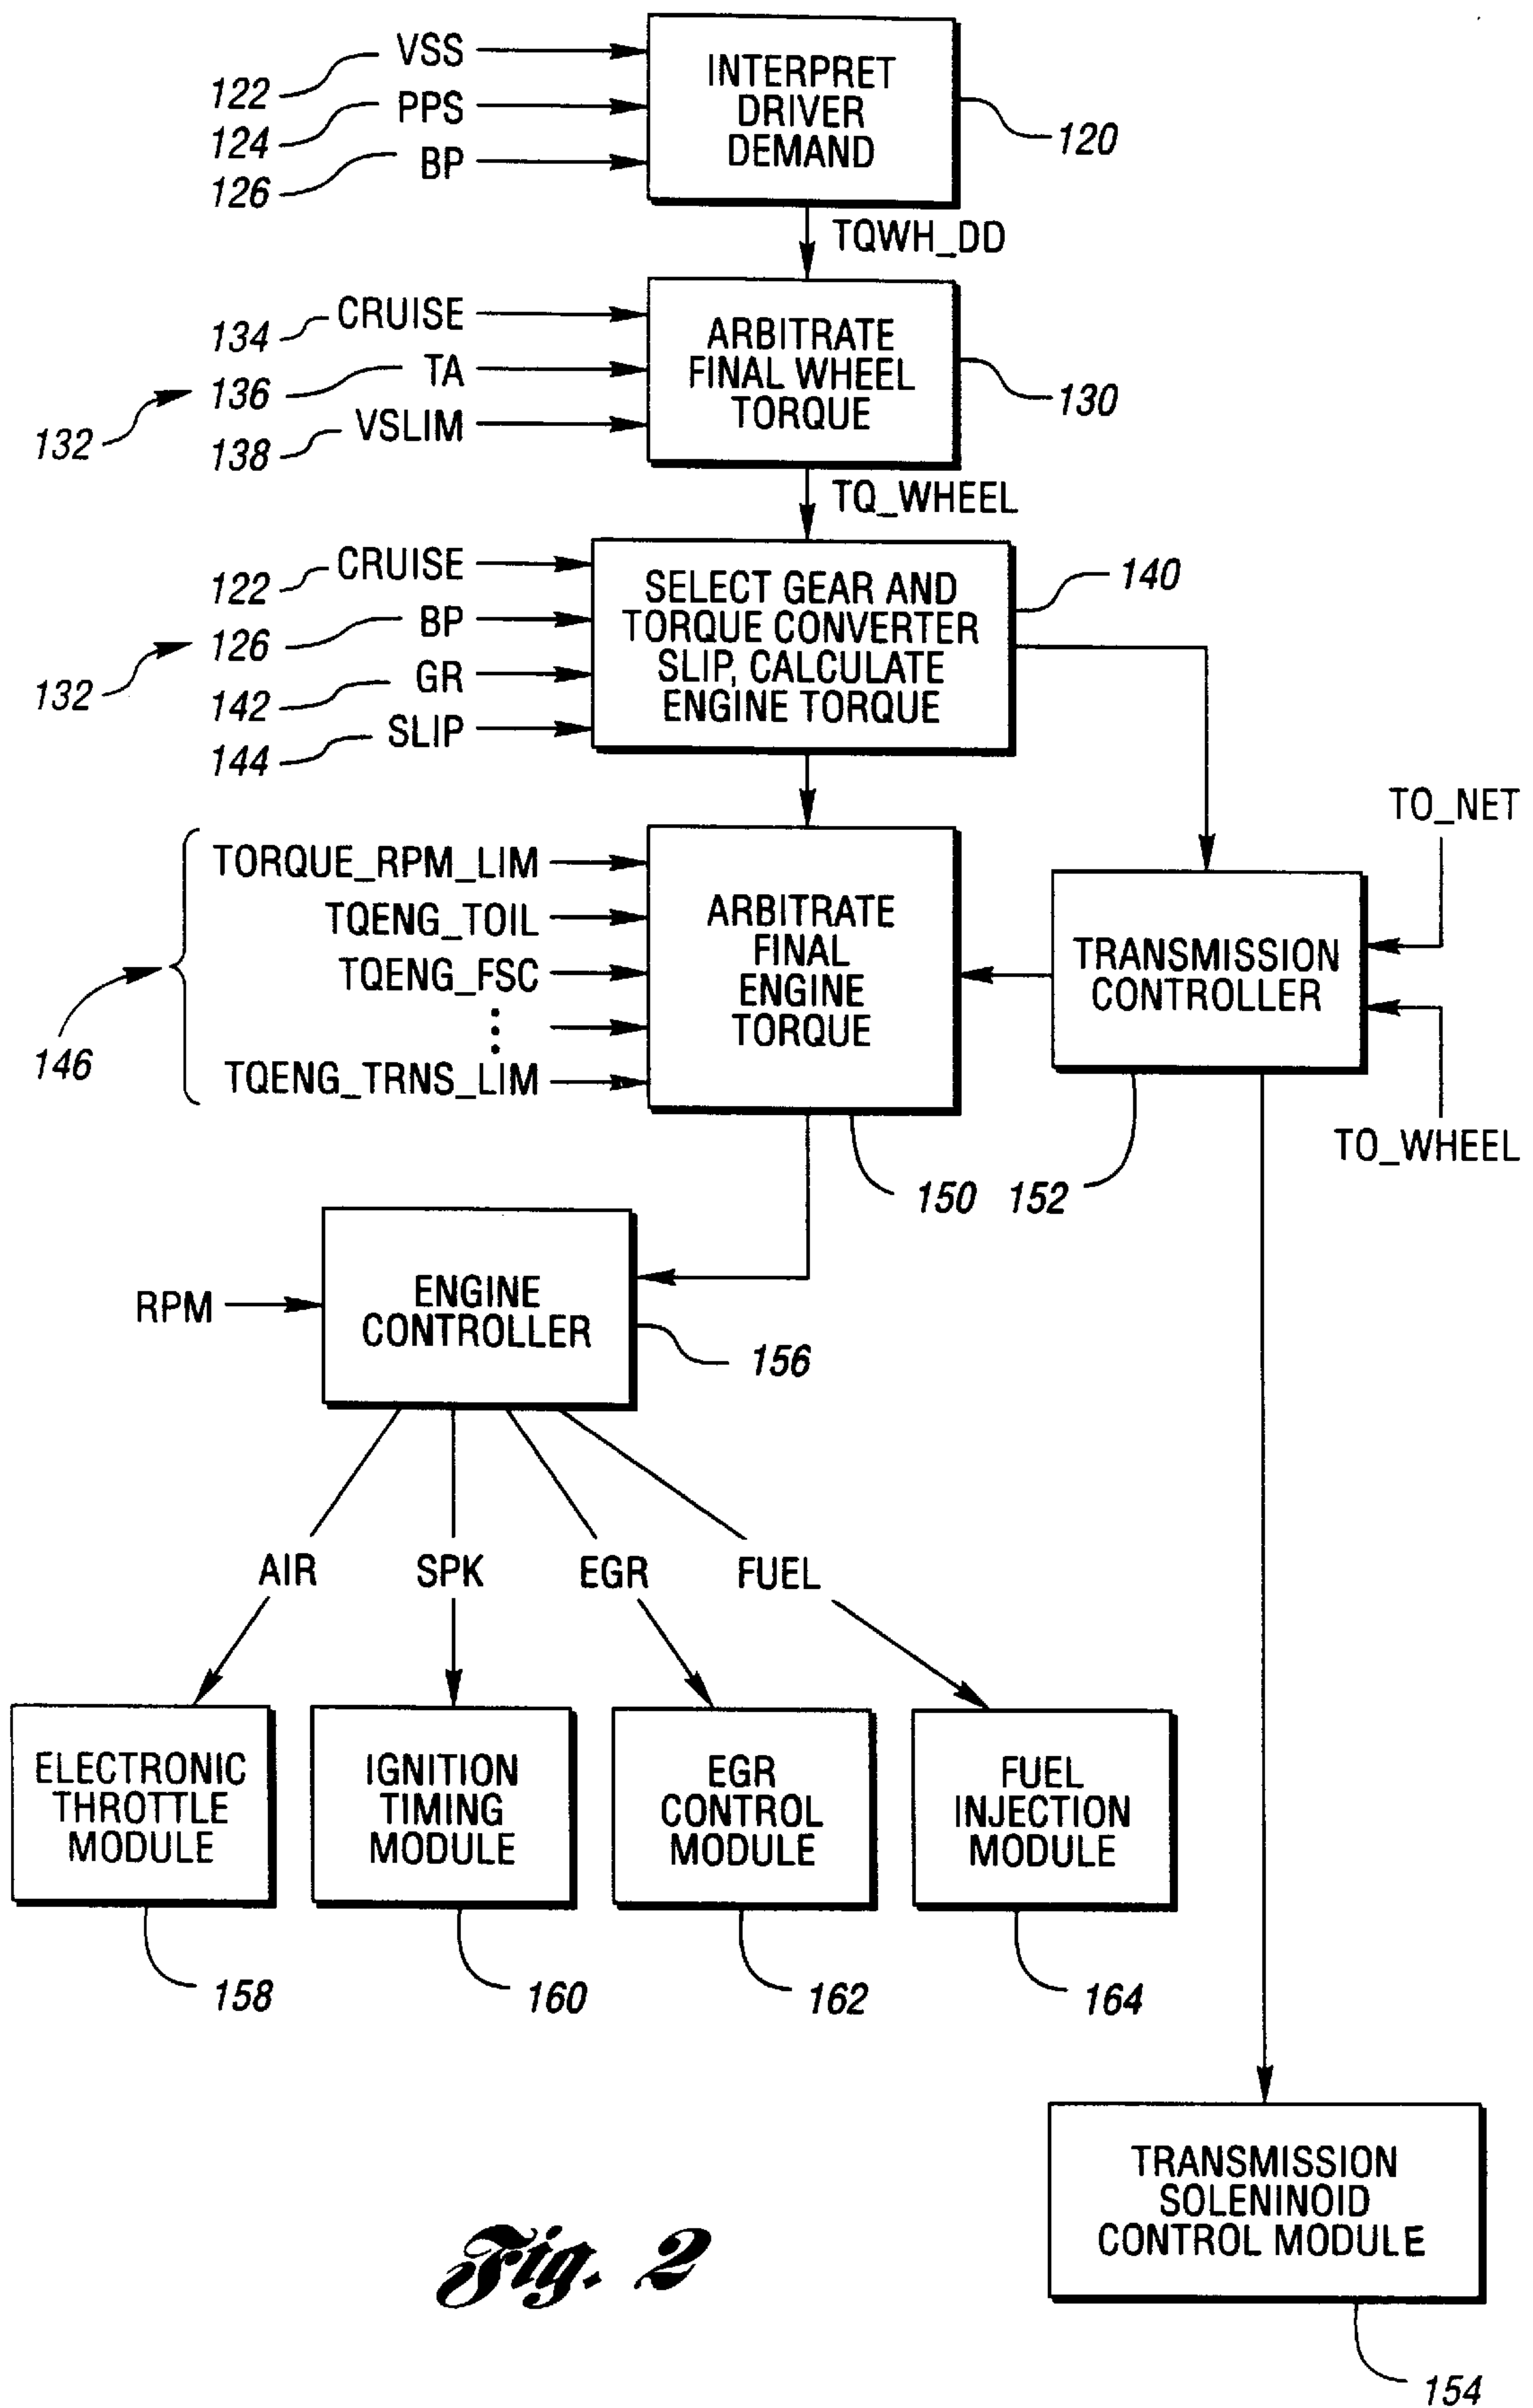 VSS
122
PPS
124
BP
126
INTERPRET
DRIVER
DEMAND
120
TQWH_DD
CRUISE
134
TA
136
132
VSLIM
138
ARBITRATE
FINAL WHEEL
TORQUE
130
TQ_WHEEL
CRUISE
122
BP
126
132
GR
142
SLIP
144
SELECT GEAR AND
TORQUE CONVERTER
SLIP, CALCULATE
ENGINE TORQUE
140
TORQUE_RPM_LIM
TQENG_TOIL
TQENG_FSC
TQENG_TRNS_LIM
146
ARBITRATE
FINAL
ENGINE
TORQUE
150
TO_NET
TRANSMISSION
CONTROLLER
TO_WHEEL
152
RPM
ENGINE
CONTROLLER
156
AIR
SPK
EGR
FUEL
ELECTRONIC
THROTTLE
MODULE
158
IGNITION
TIMING
MODULE
160
EGR
CONTROL
MODULE
162
FUEL
INJECTION
MODULE
164
TRANSMISSION
SOLENINOID
CONTROL MODULE
154
Fig. 2